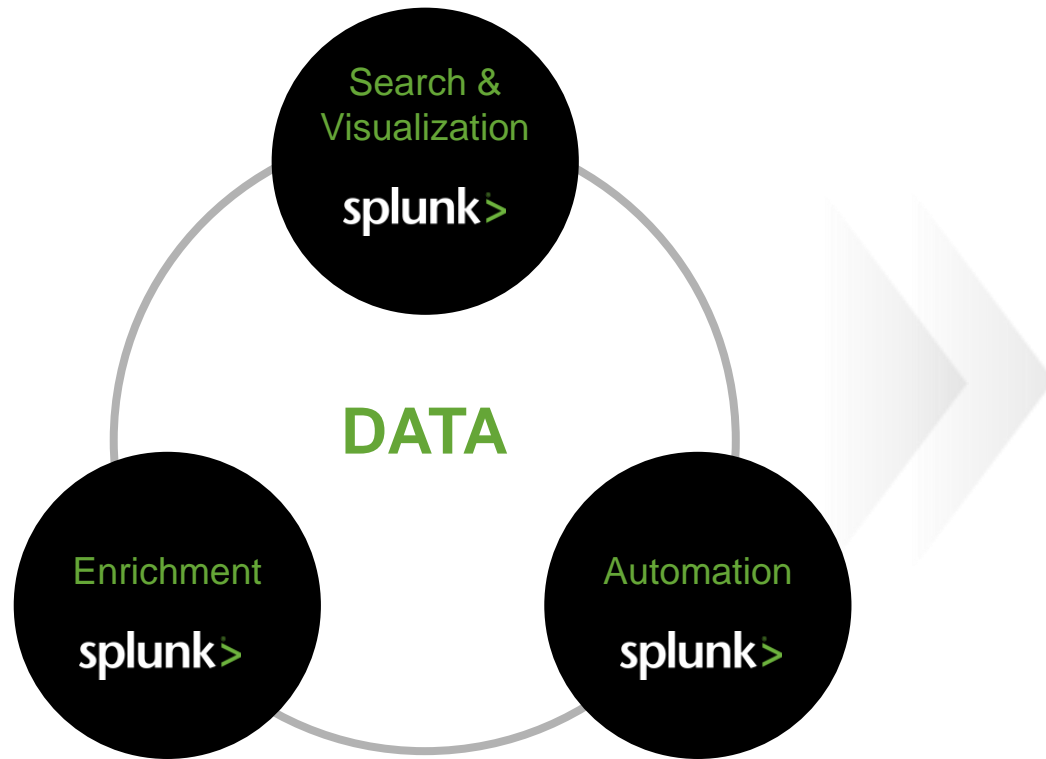 Search &
Visualization
splunk>
DATA
Enrichment
splunk>
Automation
splunk>